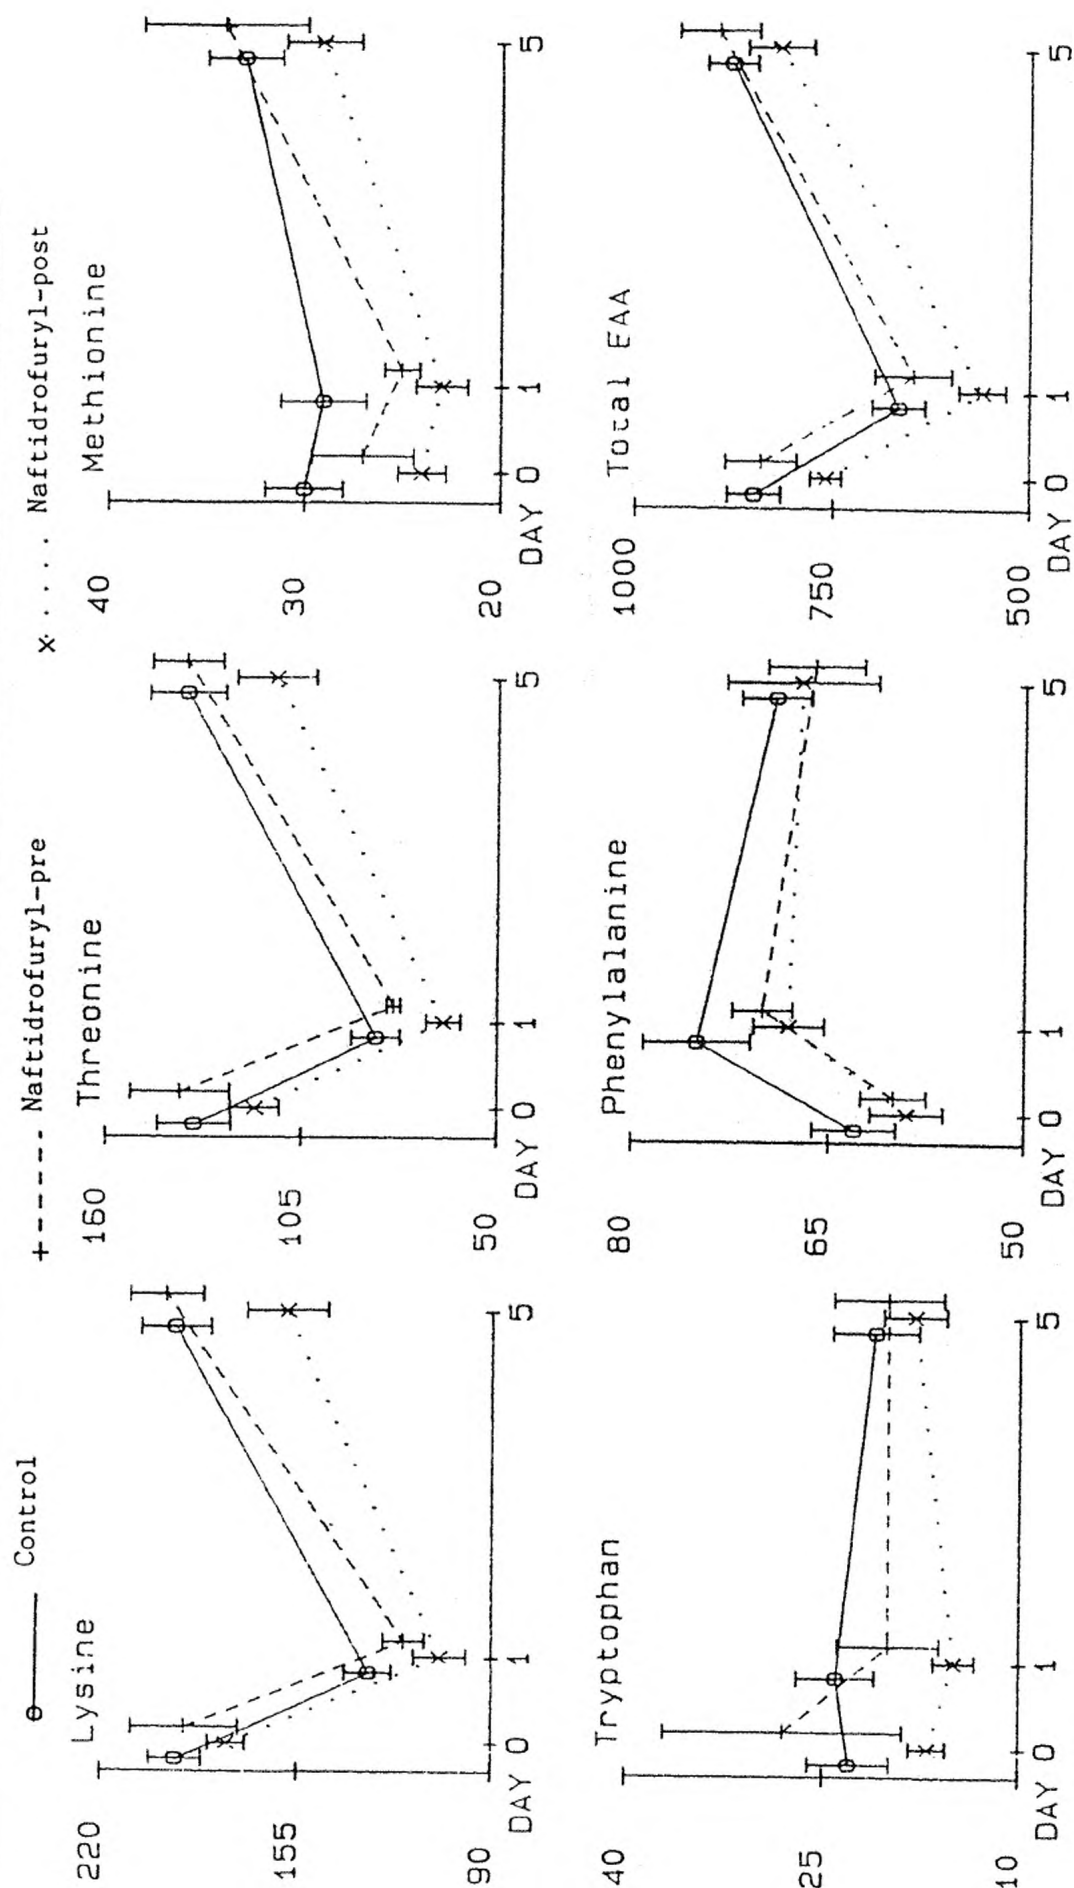 o—— Control
+----- Naftidrofuryl-pre
x.... Naftidrofuryl-post
Lysine
220
155
90
DAY 0 1 5
Threonine
160
105
50
DAY 0 1 5
Methionine
40
30
20
DAY 0 1 5
Tryptophan
40
25
10
DAY 0 1 5
Phenylalanine
80
65
50
DAY 0 1 5
Total EAA
1000
750
500
DAY 0 1 5